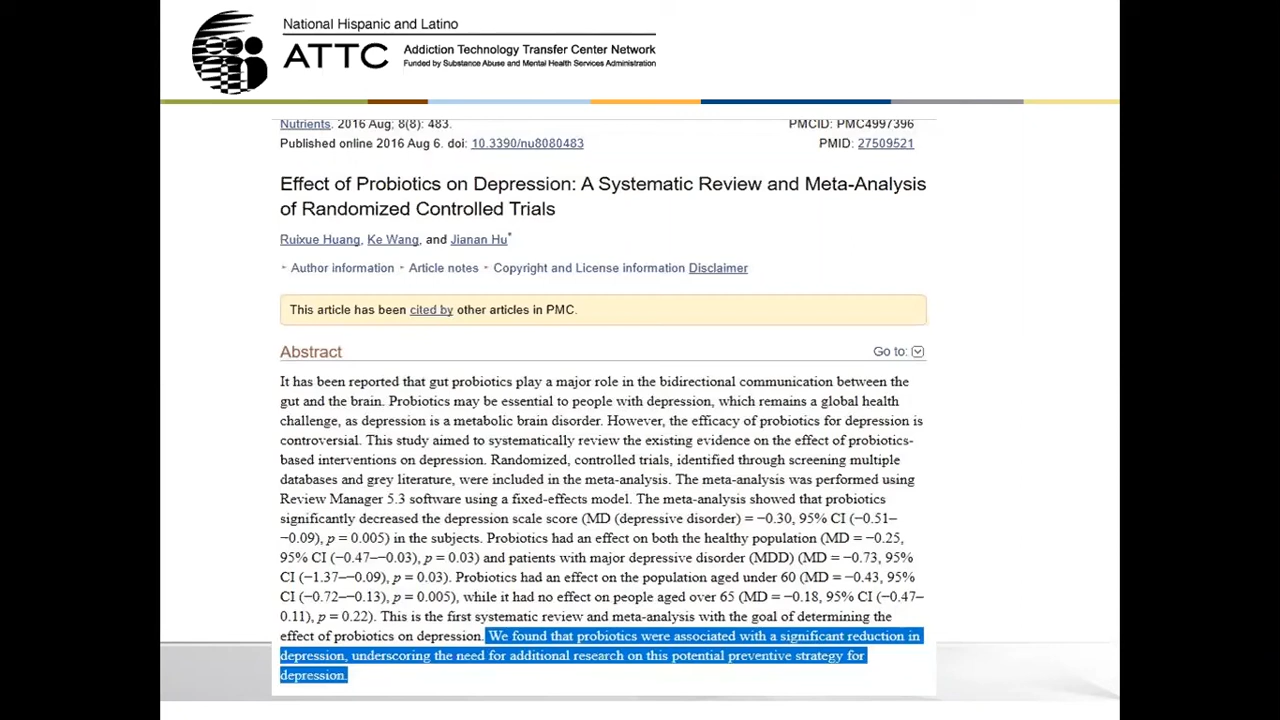 National Hispanic and Latino
ATTC
Addiction Technology Transfer Center Network
Funded by Substance Abuse and Mental Health Services Administration
Nutrients. 2016 Aug; 8(8): 483.
PMCID: PMC4997396
Published online 2016 Aug 6. doi: 10.3390/nu8080483
PMID: 27509521
Effect of Probiotics on Depression: A Systematic Review and Meta-Analysis
of Randomized Controlled Trials
Ruixue Huang, Ke Wang, and Jianan Hu*
Author information Article notes Copyright and License information Disclaimer
This article has been cited by other articles in PMC.
Abstract
Go to:
It has been reported that gut probiotics play a major role in the bidirectional communication between the
gut and the brain. Probiotics may be essential to people with depression, which remains a global health
challenge, as depression is a metabolic brain disorder. However, the efficacy of probiotics for depression is
controversial. This study aimed to systematically review the existing evidence on the effect of probiotics-
based interventions on depression. Randomized, controlled trials, identified through screening multiple
databases and grey literature, were included in the meta-analysis. The meta-analysis was performed using
Review Manager 5.3 software using a fixed-effects model. The meta-analysis showed that probiotics
significantly decreased the depression scale score (MD (depressive disorder) = −0.30, 95% CI (−0.51–
−0.09), p = 0.005) in the subjects. Probiotics had an effect on both the healthy population (MD = −0.25,
95% CI (−0.47–−0.03), p = 0.03) and patients with major depressive disorder (MDD) (MD = −0.73, 95%
CI (−1.37–−0.09), p = 0.03). Probiotics had an effect on the population aged under 60 (MD = −0.43, 95%
CI (−0.72–−0.13), p = 0.005), while it had no effect on people aged over 65 (MD = −0.18, 95% CI (−0.47–
0.11), p = 0.22). This is the first systematic review and meta-analysis with the goal of determining the
effect of probiotics on depression. We found that probiotics were associated with a significant reduction in
depression, underscoring the need for additional research on this potential preventive strategy for
depression.